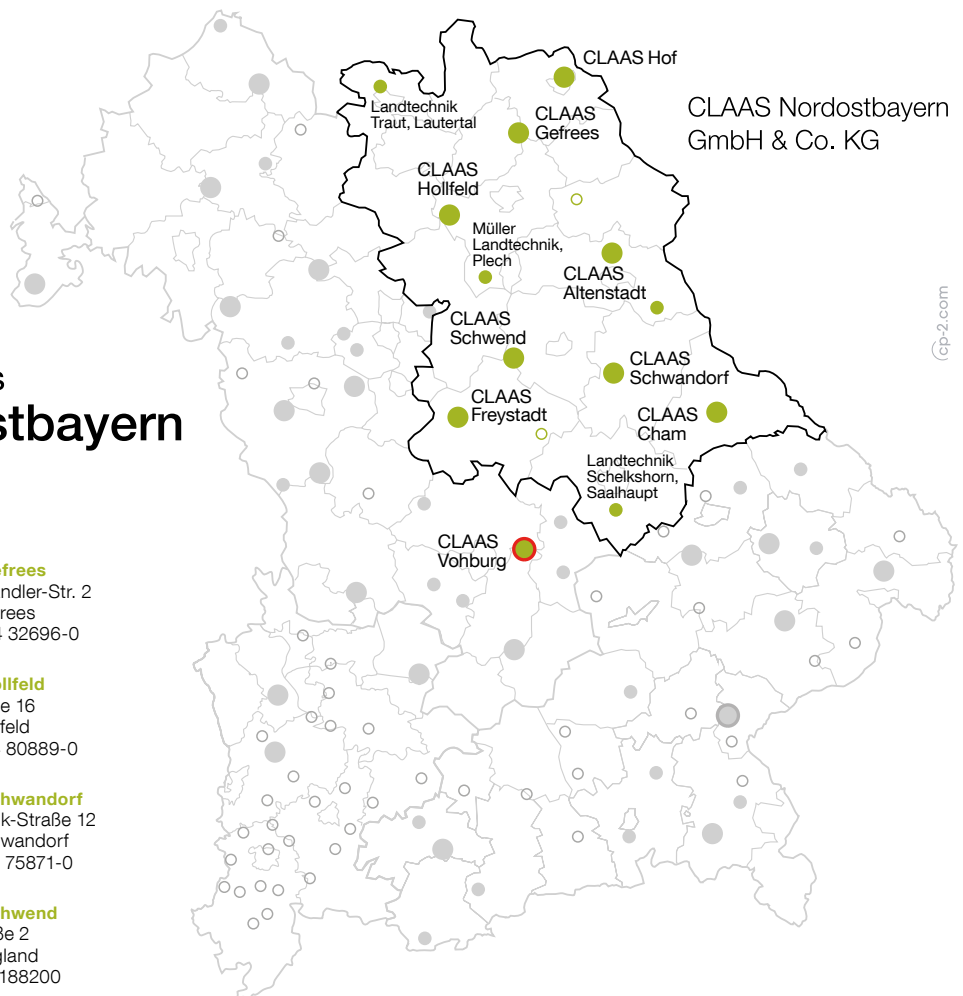 CLAAS Hof
CLAAS Nordostbayern
GmbH & Co. KG
Landtechnik
Traut, Lautertal
CLAAS
Gefrees
CLAAS
Hollfeld
Müller
Landtechnik,
Plech
CLAAS
Altenstadt
cp-2.com
CLAAS
Schwend
CLAAS
Schwandorf
s
stbayern
CLAAS
Freystadt
CLAAS
Cham
Landtechnik
Schelkshorn,
Saalhaupt
CLAAS
Vohburg
efrees
ndler-Str. 2
rees
32696-0
ollfeld
e 16
feld
80889-0
hwandorf
k-Straße 12
wandorf
75871-0
hwend
ße 2
gland
188200